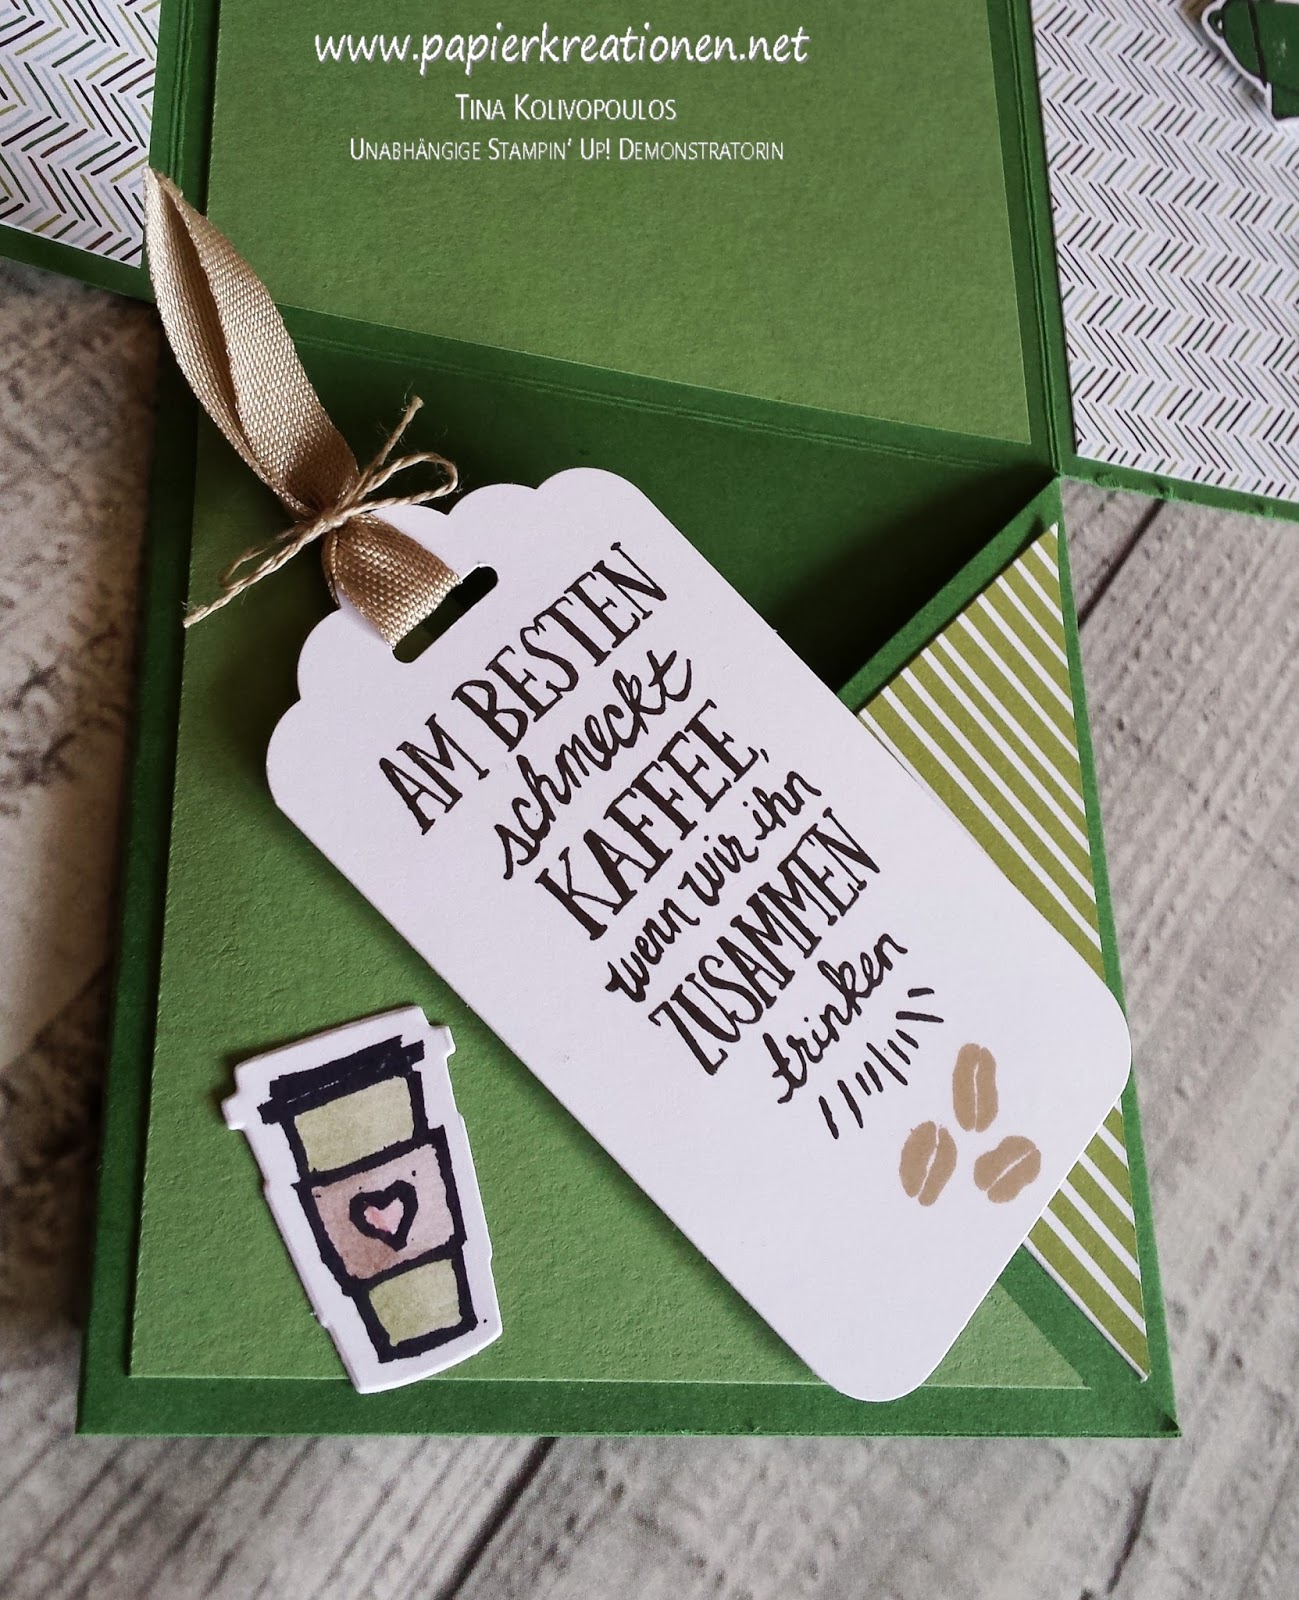 www.papierkreationen.net
Tina Kolivopoulos
Unabhängige Stampin' Up! Demonstratorin
AM BESTEN
schmeckt
KAFFEE,
wenn wir ihn
ZUSAMMEN
trinken